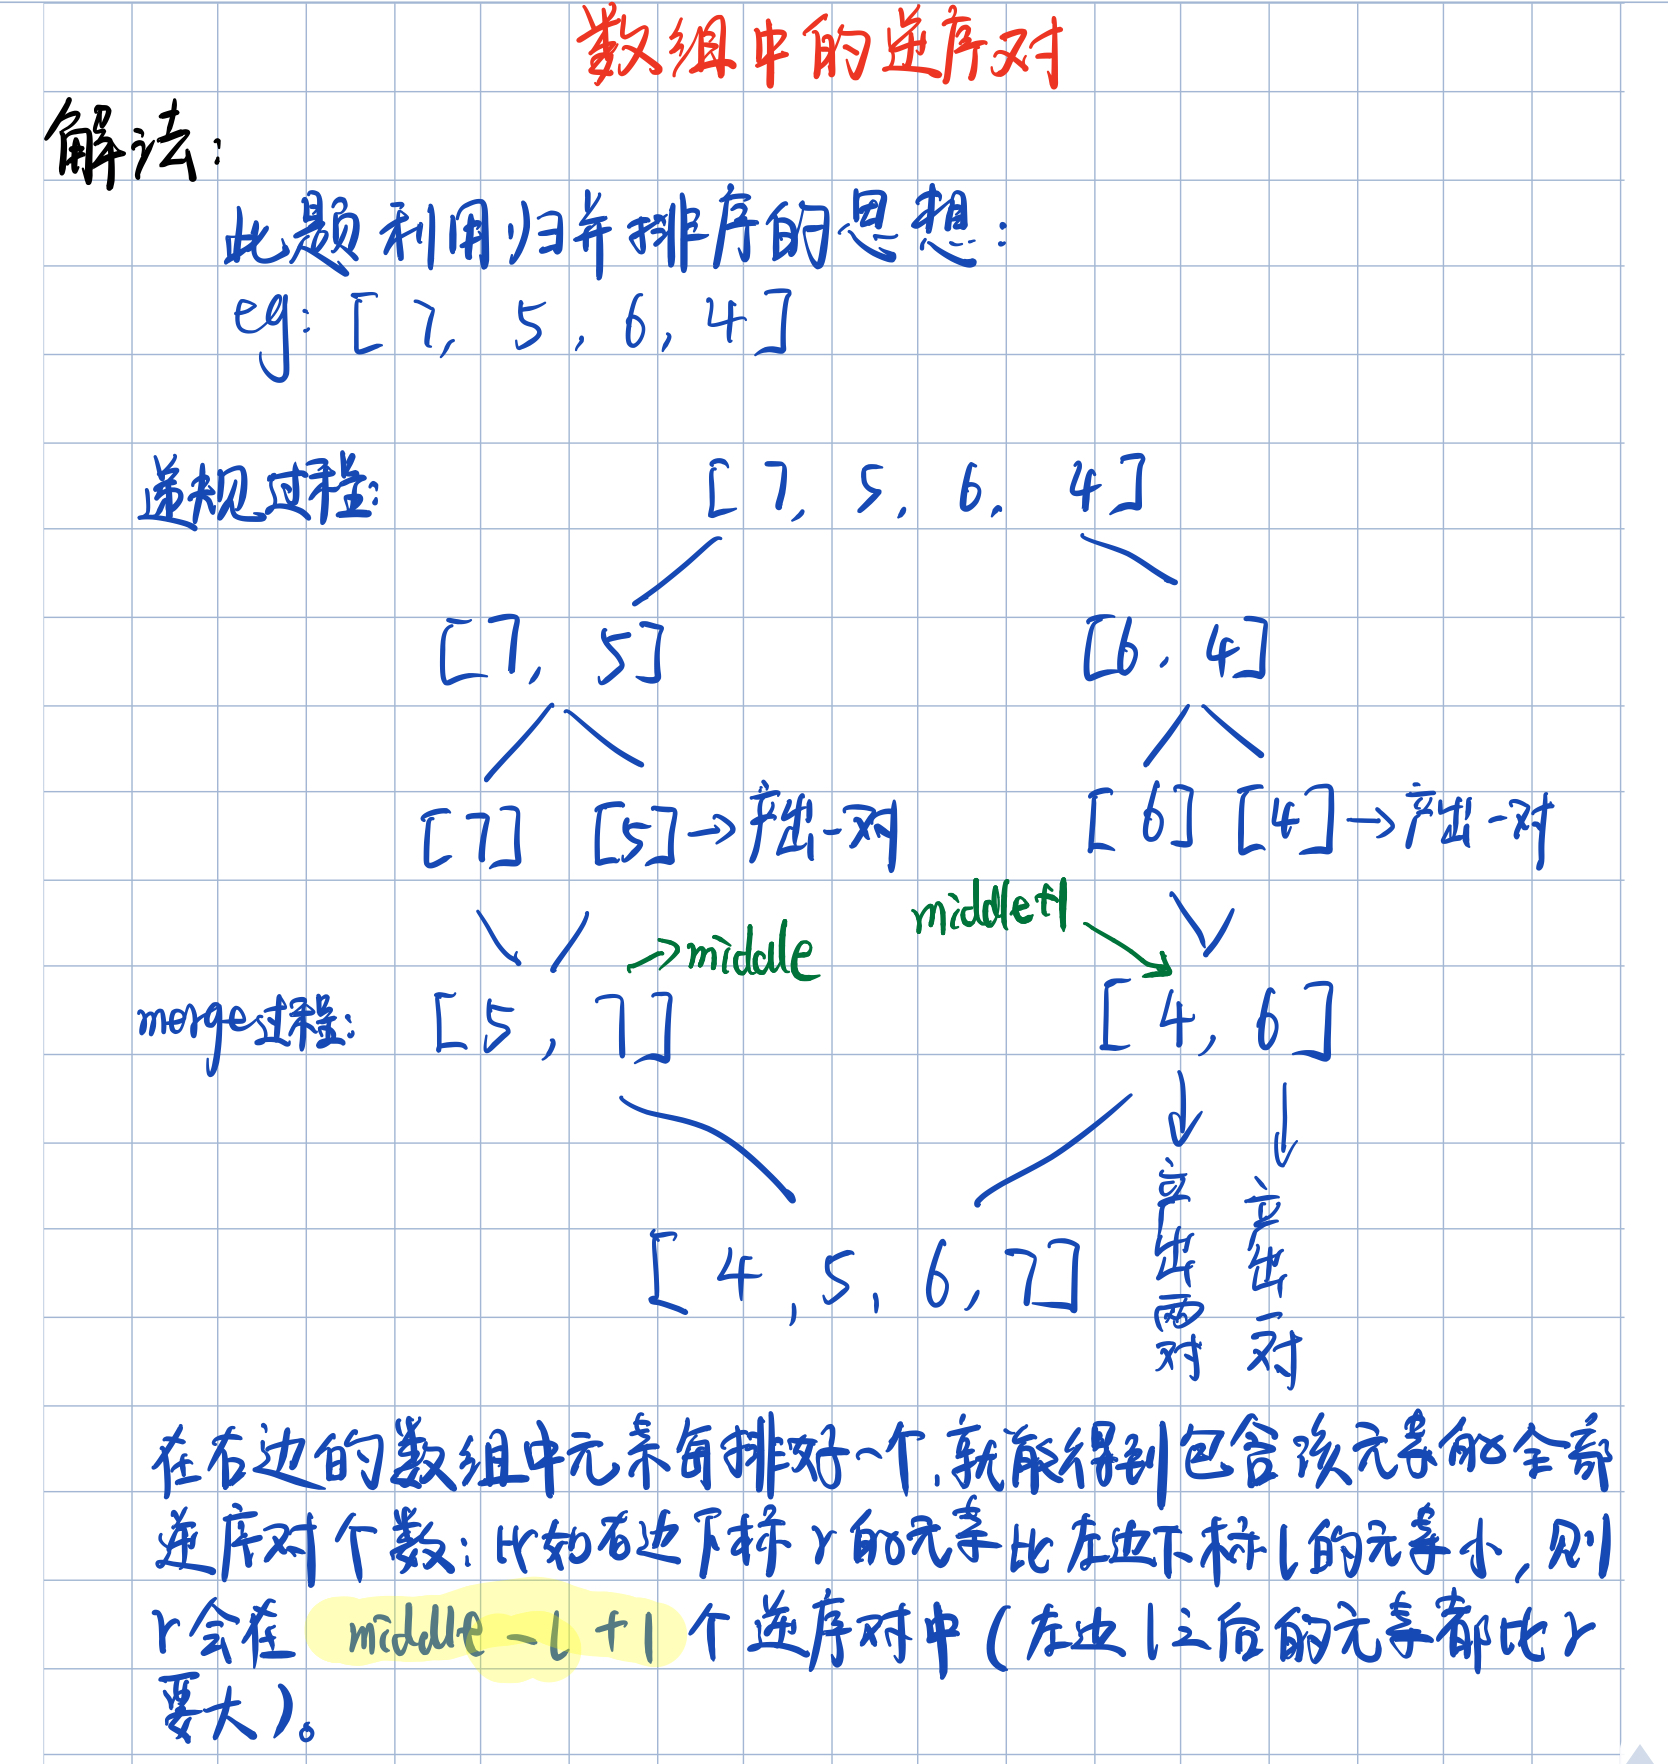 数组中的逆序对
解法:
此题利用归并排序的思想:
eg: [7, 5, 6, 4]
递规过程: [7, 5, 6, 4]
[7, 5] [6, 4]
[7] [5]→产出一对 [6] [4]→产出一对
→middle middle+1
merge过程: [5, 7] [4, 6]
产出两对 产出一对
[4, 5, 6, 7]
在右边的数组中元素每排好一个,就能得到包含该元素的全部
逆序对个数:比如右边下标r的元素比左边下标l的元素小,则
r会在 middle-l+1 个逆序对中(左边l之后的元素都比r
要大)。